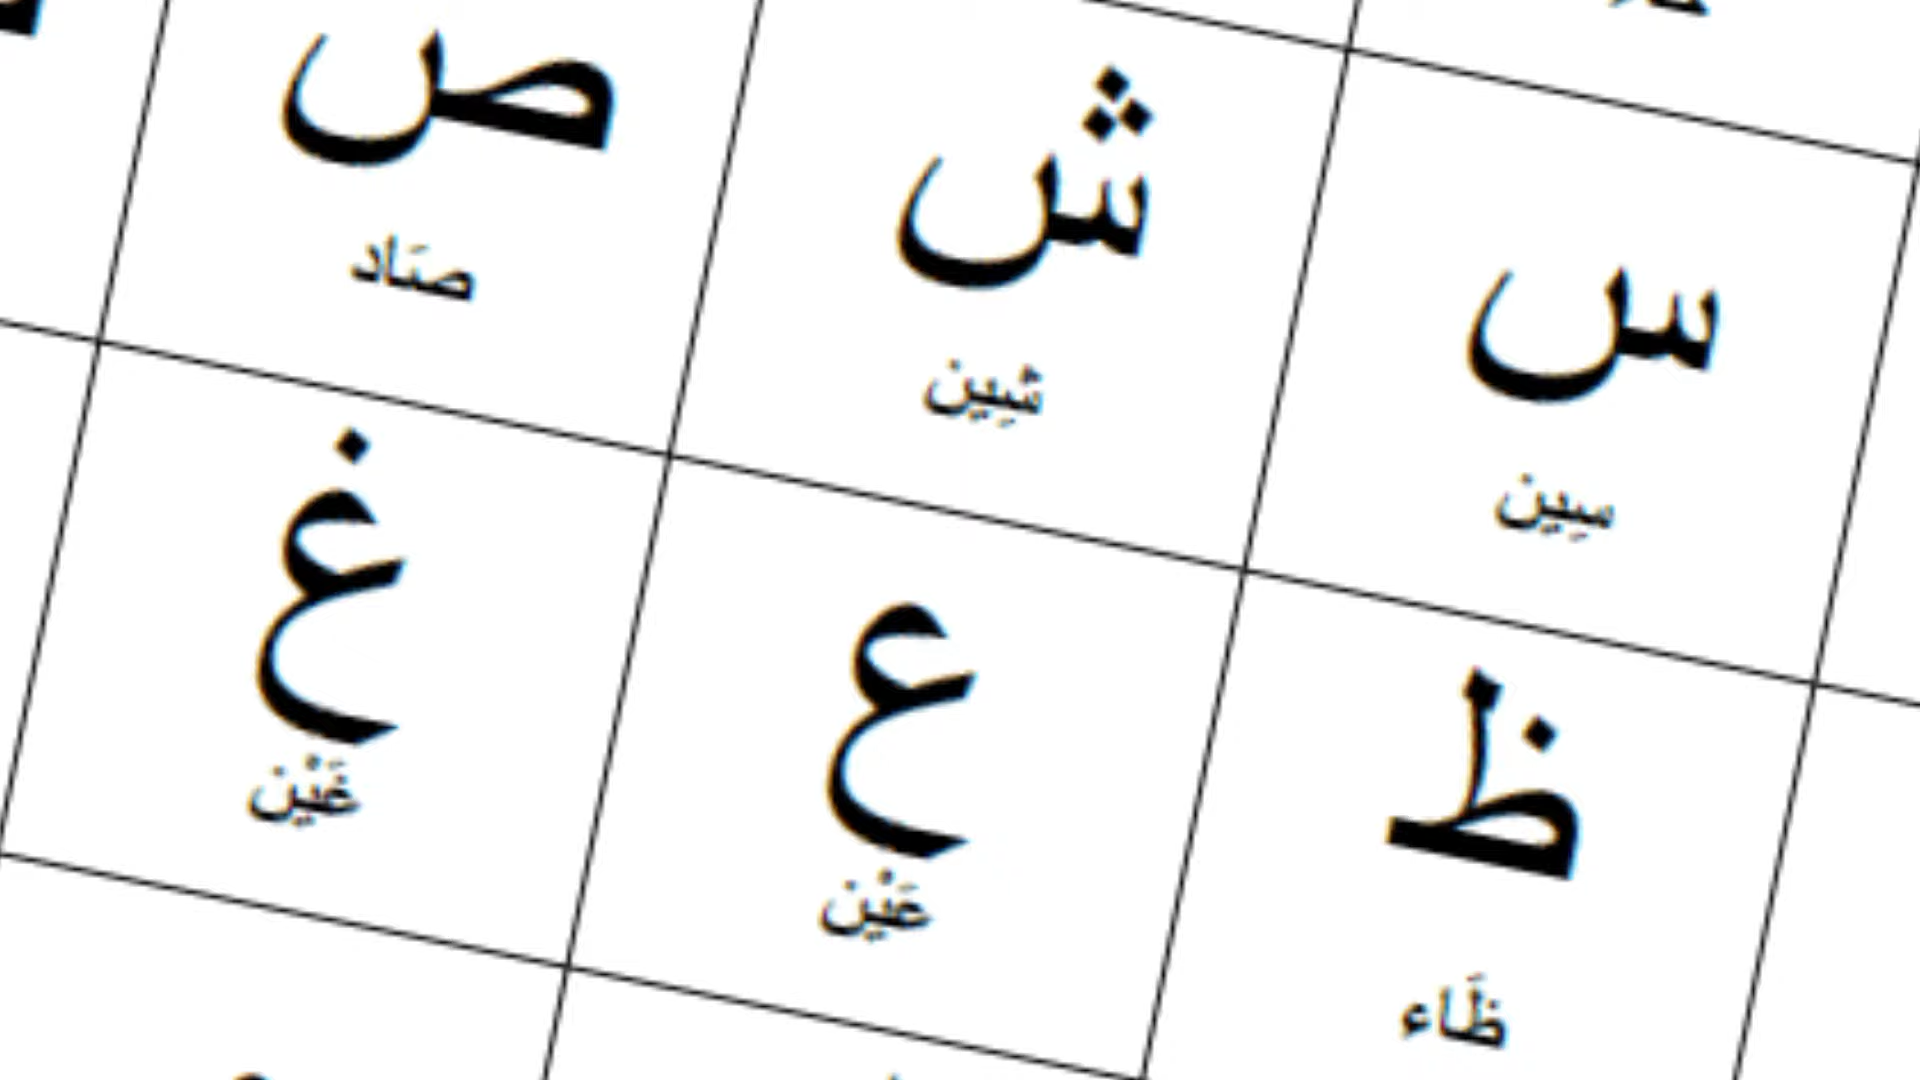 س ش ص
سِين شِين صَاد
ظ ع غ
ظَاء عَيْن غَيْن